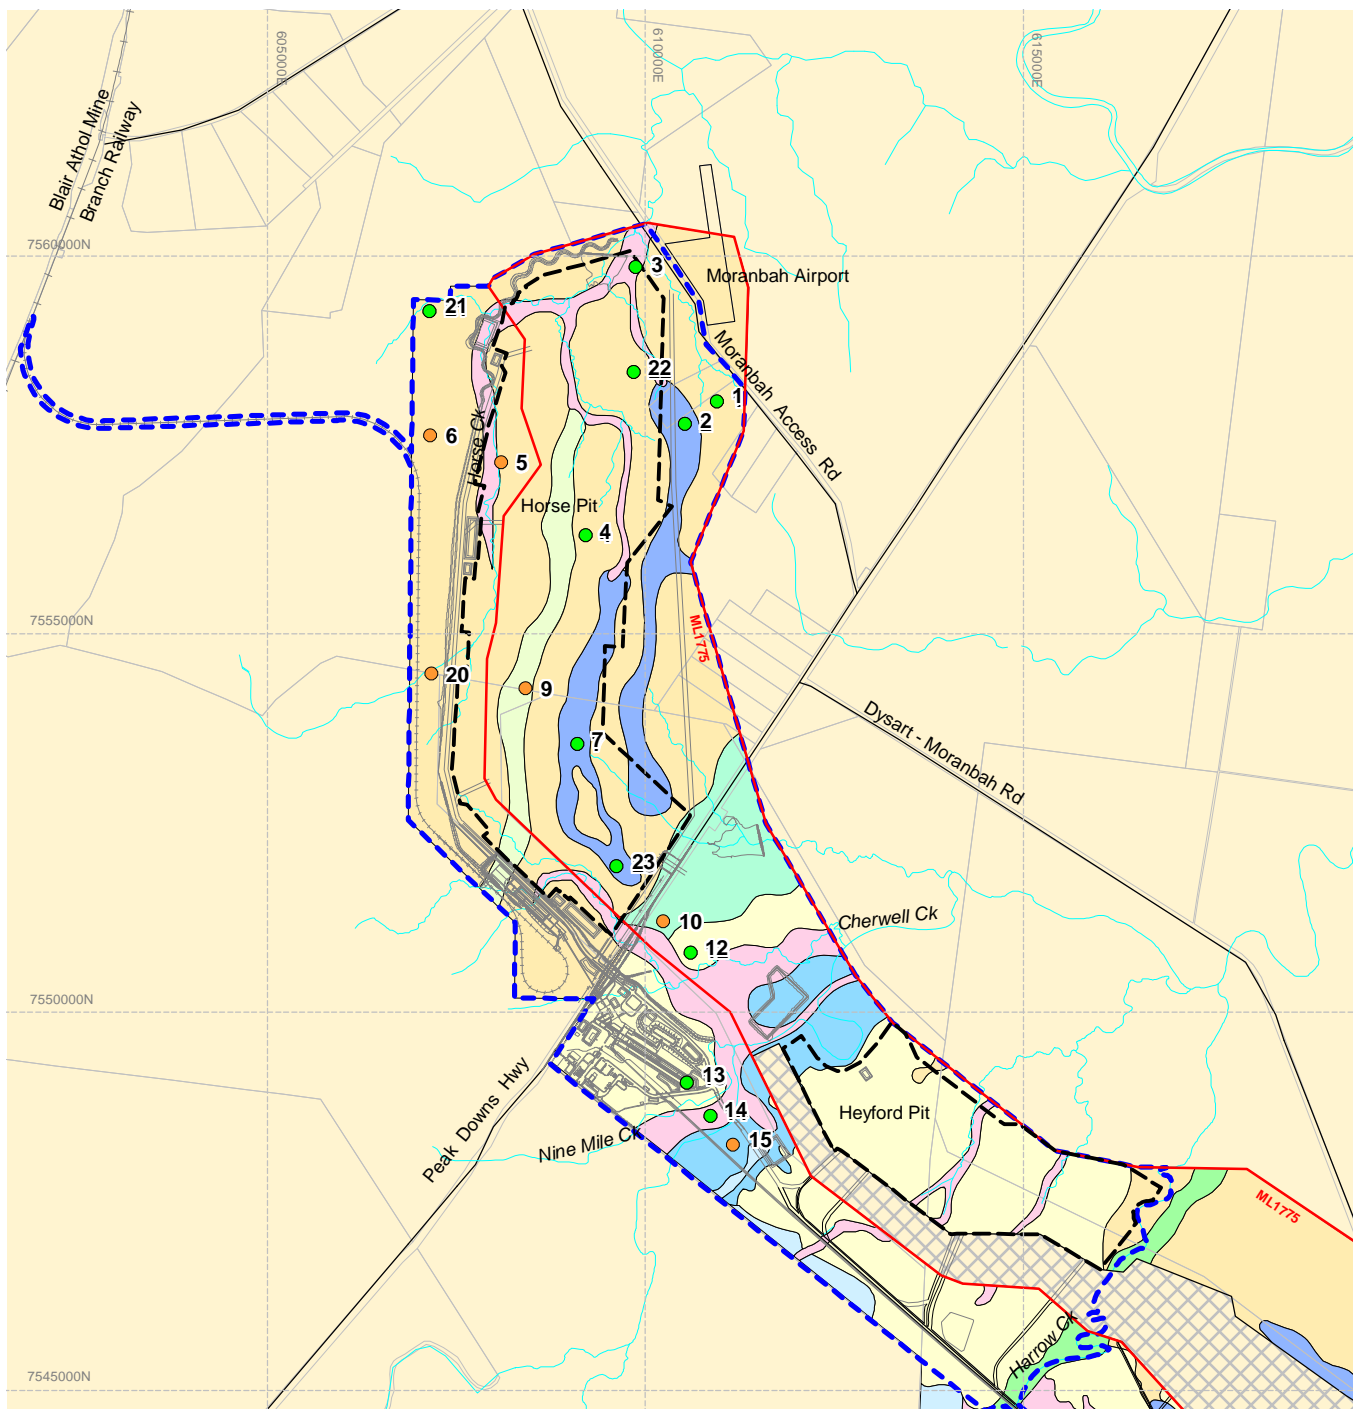 605000E
610000E
615000E
Blair Athol Mine
Branch Railway
7560000N
3
Moranbah Airport
21
22
1
2
Moranbah Access Rd
6
5
Horse Ck
Horse Pit
4
7555000N
ML1775
20
9
7
Dysart - Moranbah Rd
23
10
12
Cherwell Ck
7550000N
13
14
15
Heyford Pit
Peak Downs Hwy
Nine Mile Ck
ML1775
Harrow Ck
7545000N